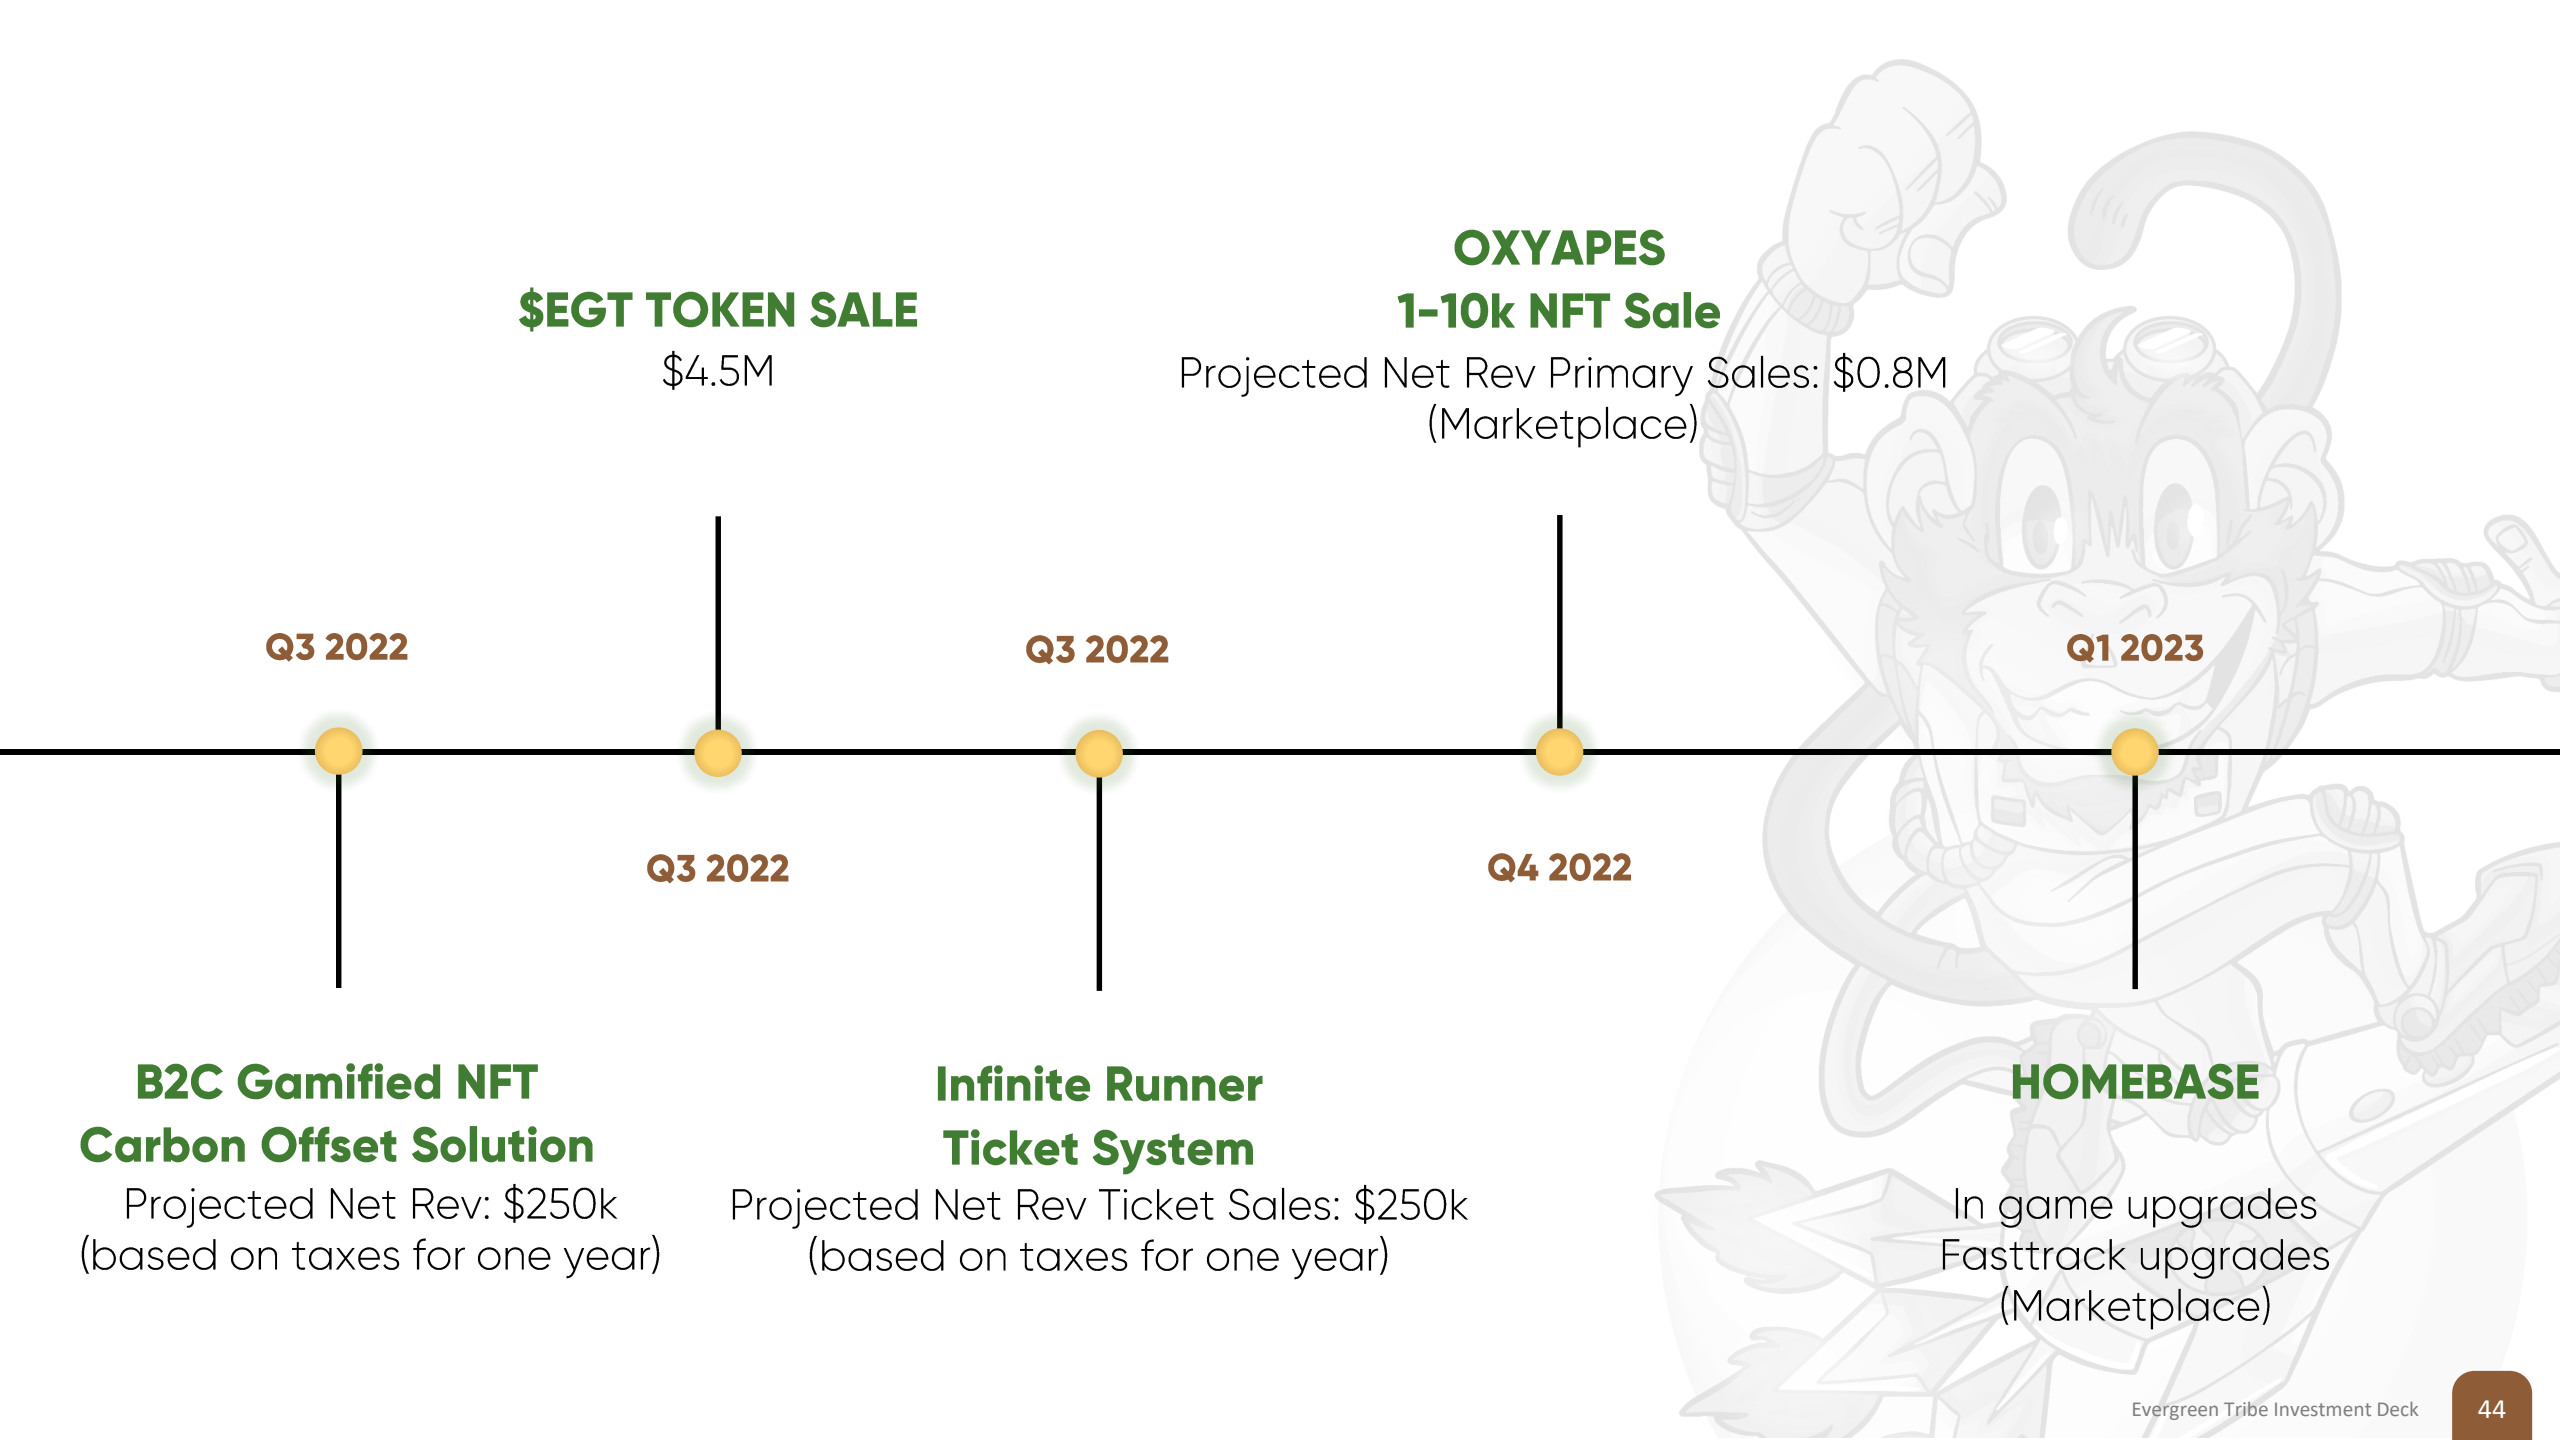 OXYAPES
1-10k NFT Sale
Projected Net Rev Primary Sales: $0.8M
(Marketplace)
$EGT TOKEN SALE
$4.5M
Q3 2022
Q3 2022
Q1 2023
Q3 2022
Q4 2022
B2C Gamified NFT
Carbon Offset Solution
Projected Net Rev: $250k
(based on taxes for one year)
Infinite Runner
Ticket System
Projected Net Rev Ticket Sales: $250k
(based on taxes for one year)
HOMEBASE
In game upgrades
Fasttrack upgrades
(Marketplace)
Evergreen Tribe Investment Deck
44